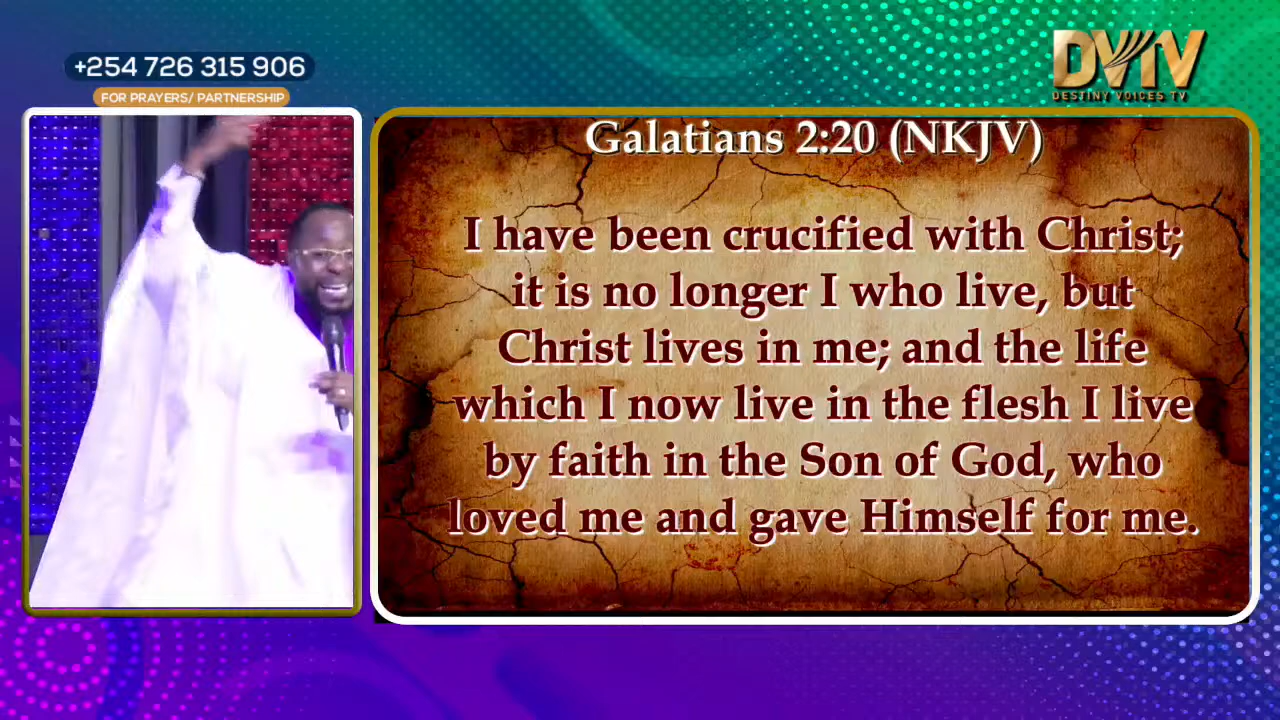 +254 726 315 906
FOR PRAYERS/ PARTNERSHIP
DVTV
DESTINY VOICES TV
Galatians 2:20 (NKJV)
I have been crucified with Christ;
it is no longer I who live, but
Christ lives in me; and the life
which I now live in the flesh I live
by faith in the Son of God, who
loved me and gave Himself for me.